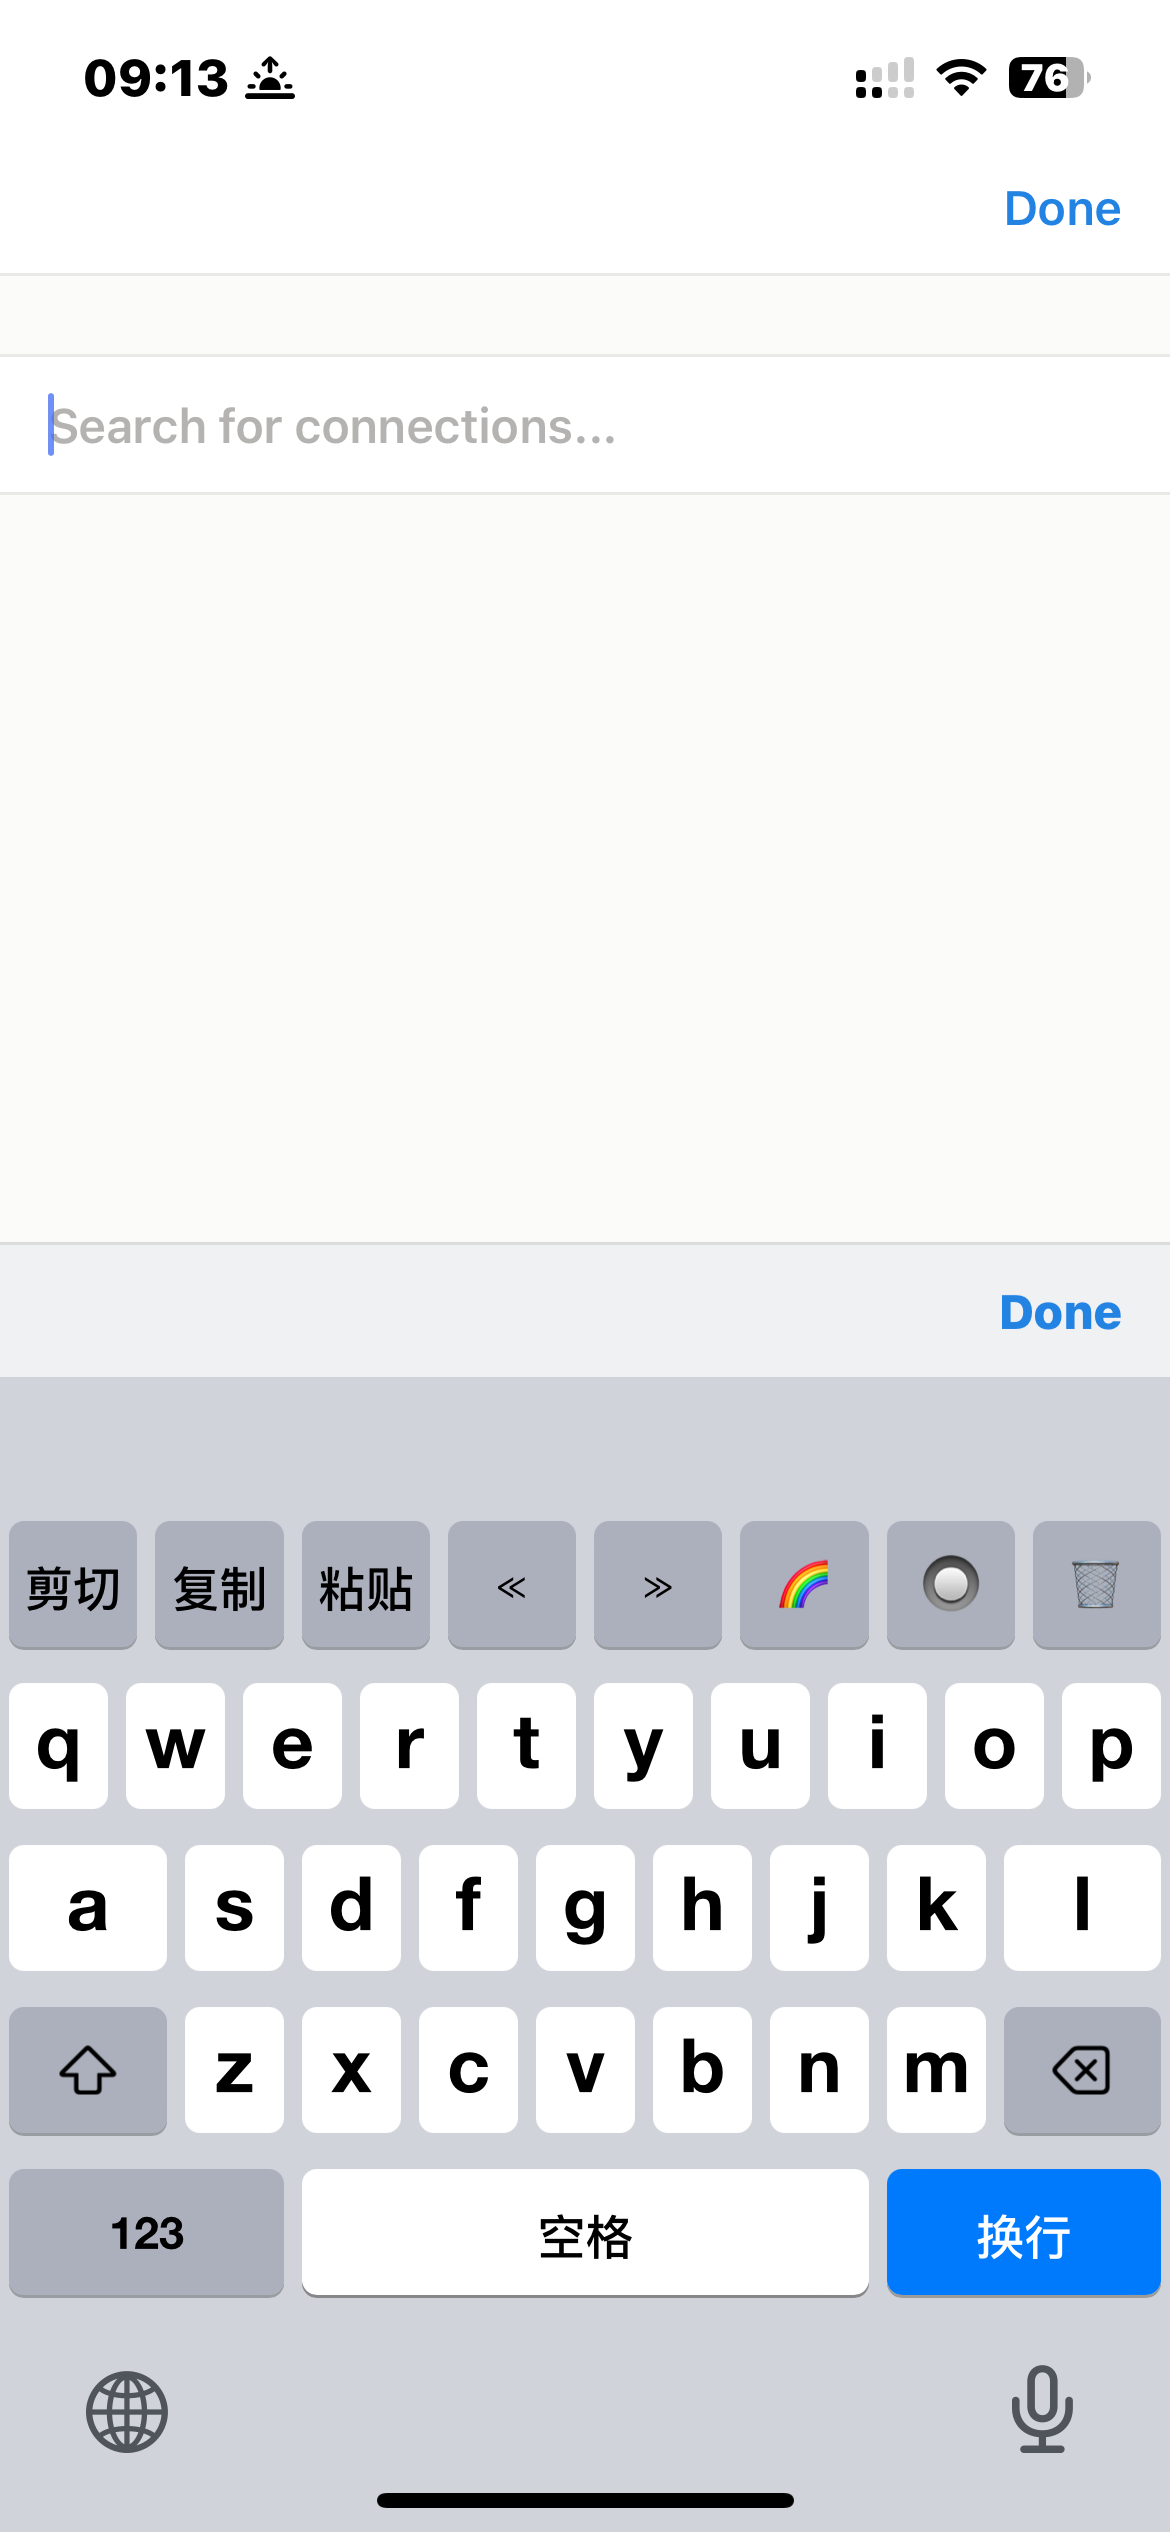 09:13
76
Done
Search for connections...
Done
剪切 复制 粘贴 « »
q w e r t y u i o p
a s d f g h j k l
z x c v b n m
123 空格 换行